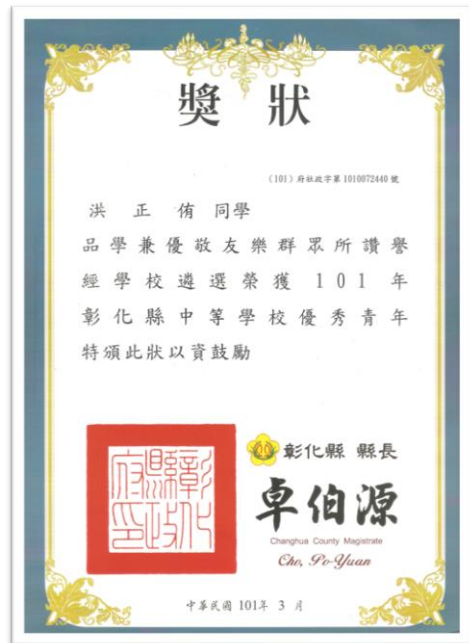 獎狀
(101)府社政字第1010072440號
洪正侑同學
品學兼優敬友樂群眾所讚譽
經學校遴選榮獲101年
彰化縣中等學校優秀青年
特頒此狀以資鼓勵
彰化縣政府印
彰化縣 縣長
卓伯源
Changhua County Magistrate
Cho, Po-Yuan
中華民國 101年 3 月